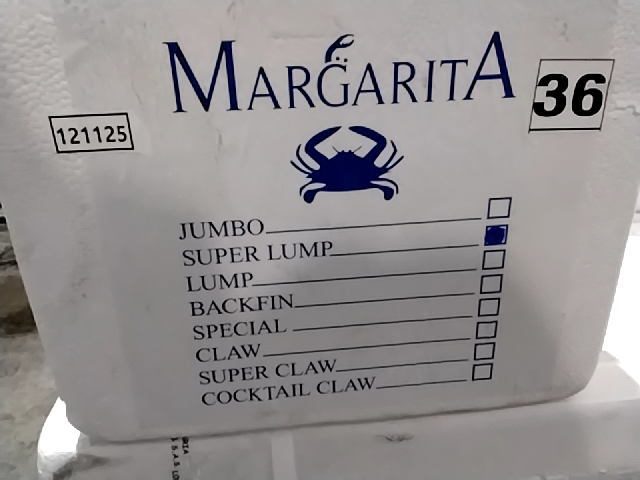 MARGARITA
36
121125
JUMBO
SUPER LUMP
LUMP
BACKFIN
SPECIAL
CLAW
SUPER CLAW
COCKTAIL CLAW